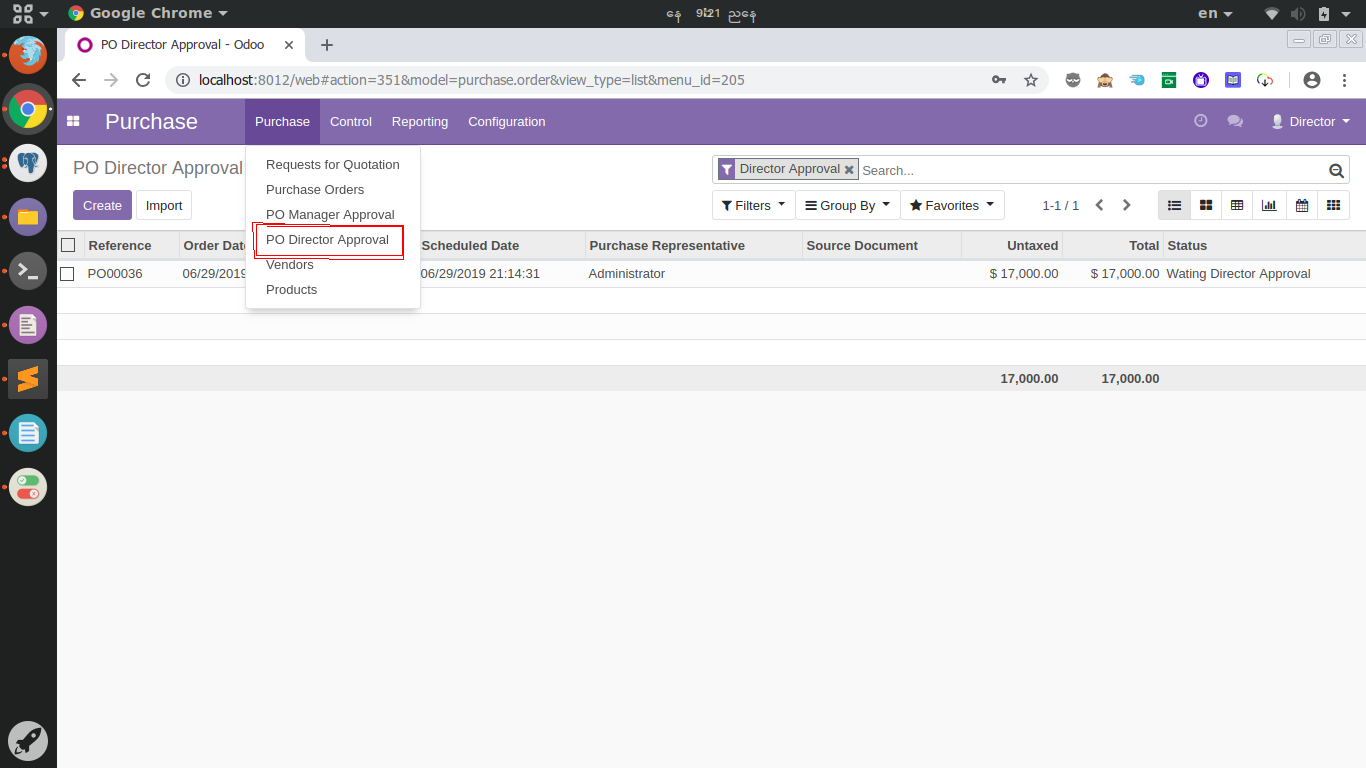 Google Chrome
နေ ၊ 9:21 ညနေ
en
PO Director Approval - Odoo
localhost:8012/web#action=351&model=purchase.order&view_type=list&menu_id=205
Purchase
Purchase Control Reporting Configuration
Director
PO Director Approval
Director Approval
Search...
Create
Import
Filters
Group By
Favorites
1-1 / 1
Requests for Quotation
Purchase Orders
PO Manager Approval
PO Director Approval
Vendors
Products
Reference Order Date Scheduled Date Purchase Representative Source Document Untaxed Total Status
PO00036 06/29/2019 06/29/2019 21:14:31 Administrator $ 17,000.00 $ 17,000.00 Wating Director Approval
17,000.00 17,000.00